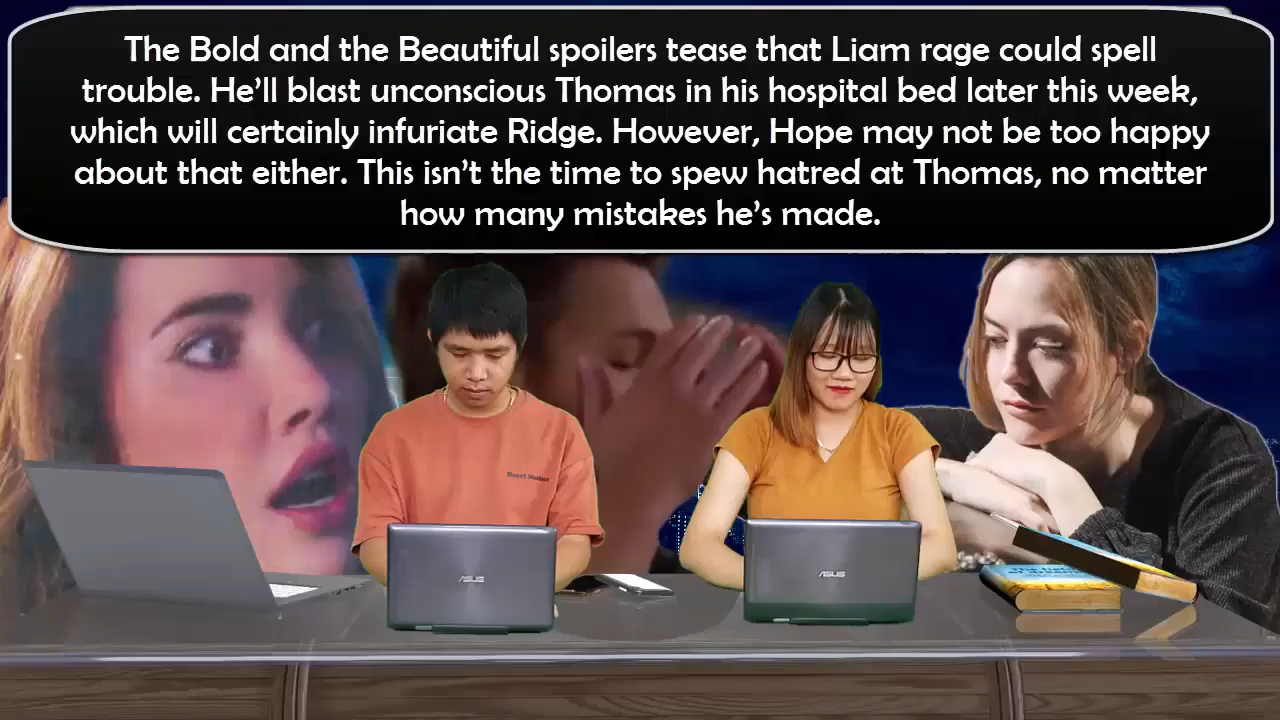 The Bold and the Beautiful spoilers tease that Liam rage could spell
trouble. He'll blast unconscious Thomas in his hospital bed later this week,
which will certainly infuriate Ridge. However, Hope may not be too happy
about that either. This isn't the time to spew hatred at Thomas, no matter
how many mistakes he's made.
ASUS
ASUS